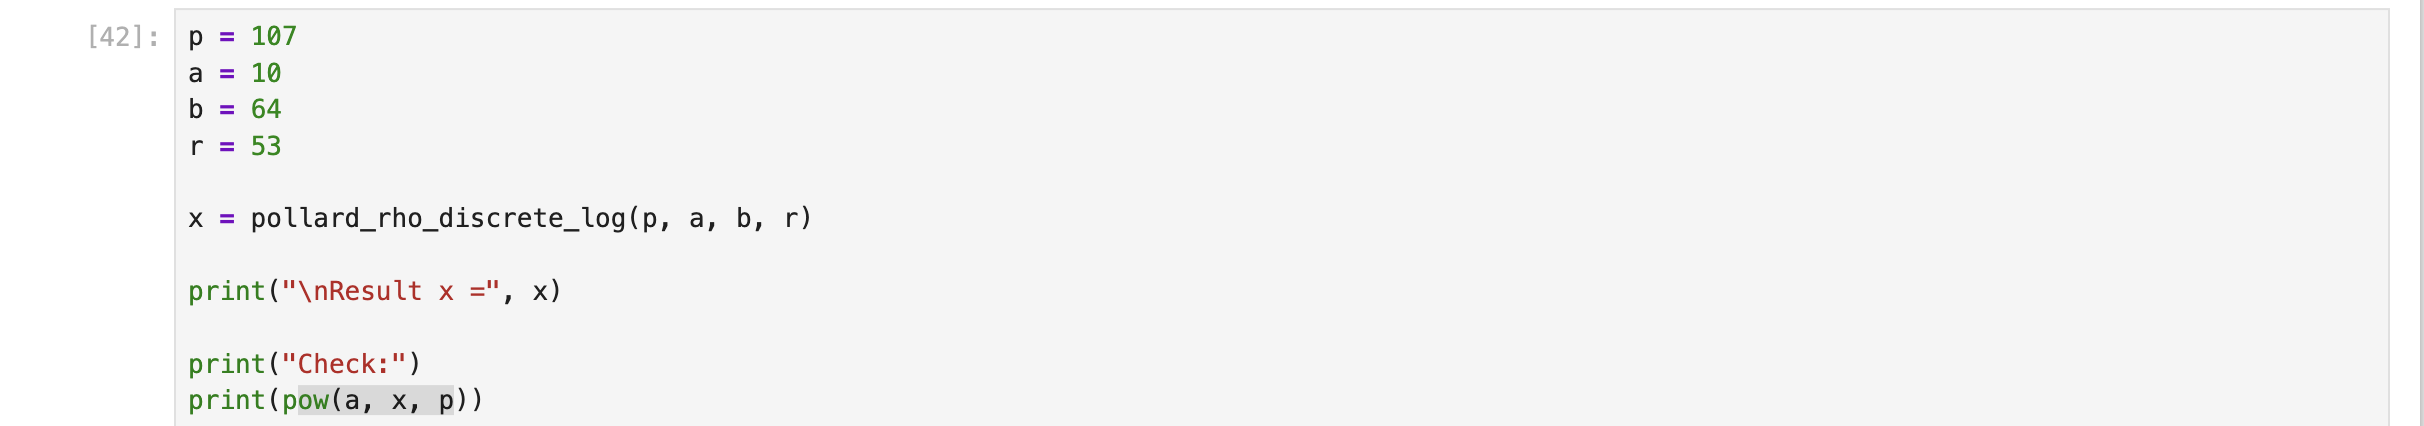 [42]: p = 107
a = 10
b = 64
r = 53
x = pollard_rho_discrete_log(p, a, b, r)
print("\nResult x =", x)
print("Check:")
print(pow(a, x, p))